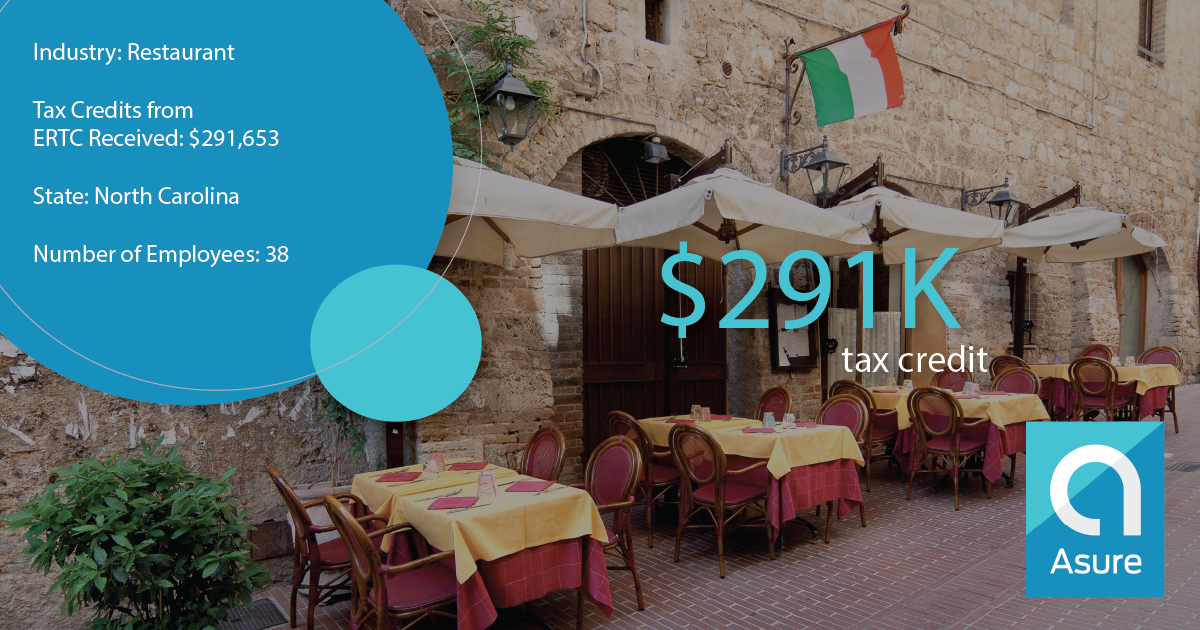 Industry: Restaurant
Tax Credits from
ERTC Received: $291,653
State: North Carolina
Number of Employees: 38
$291K
tax credit
Asure